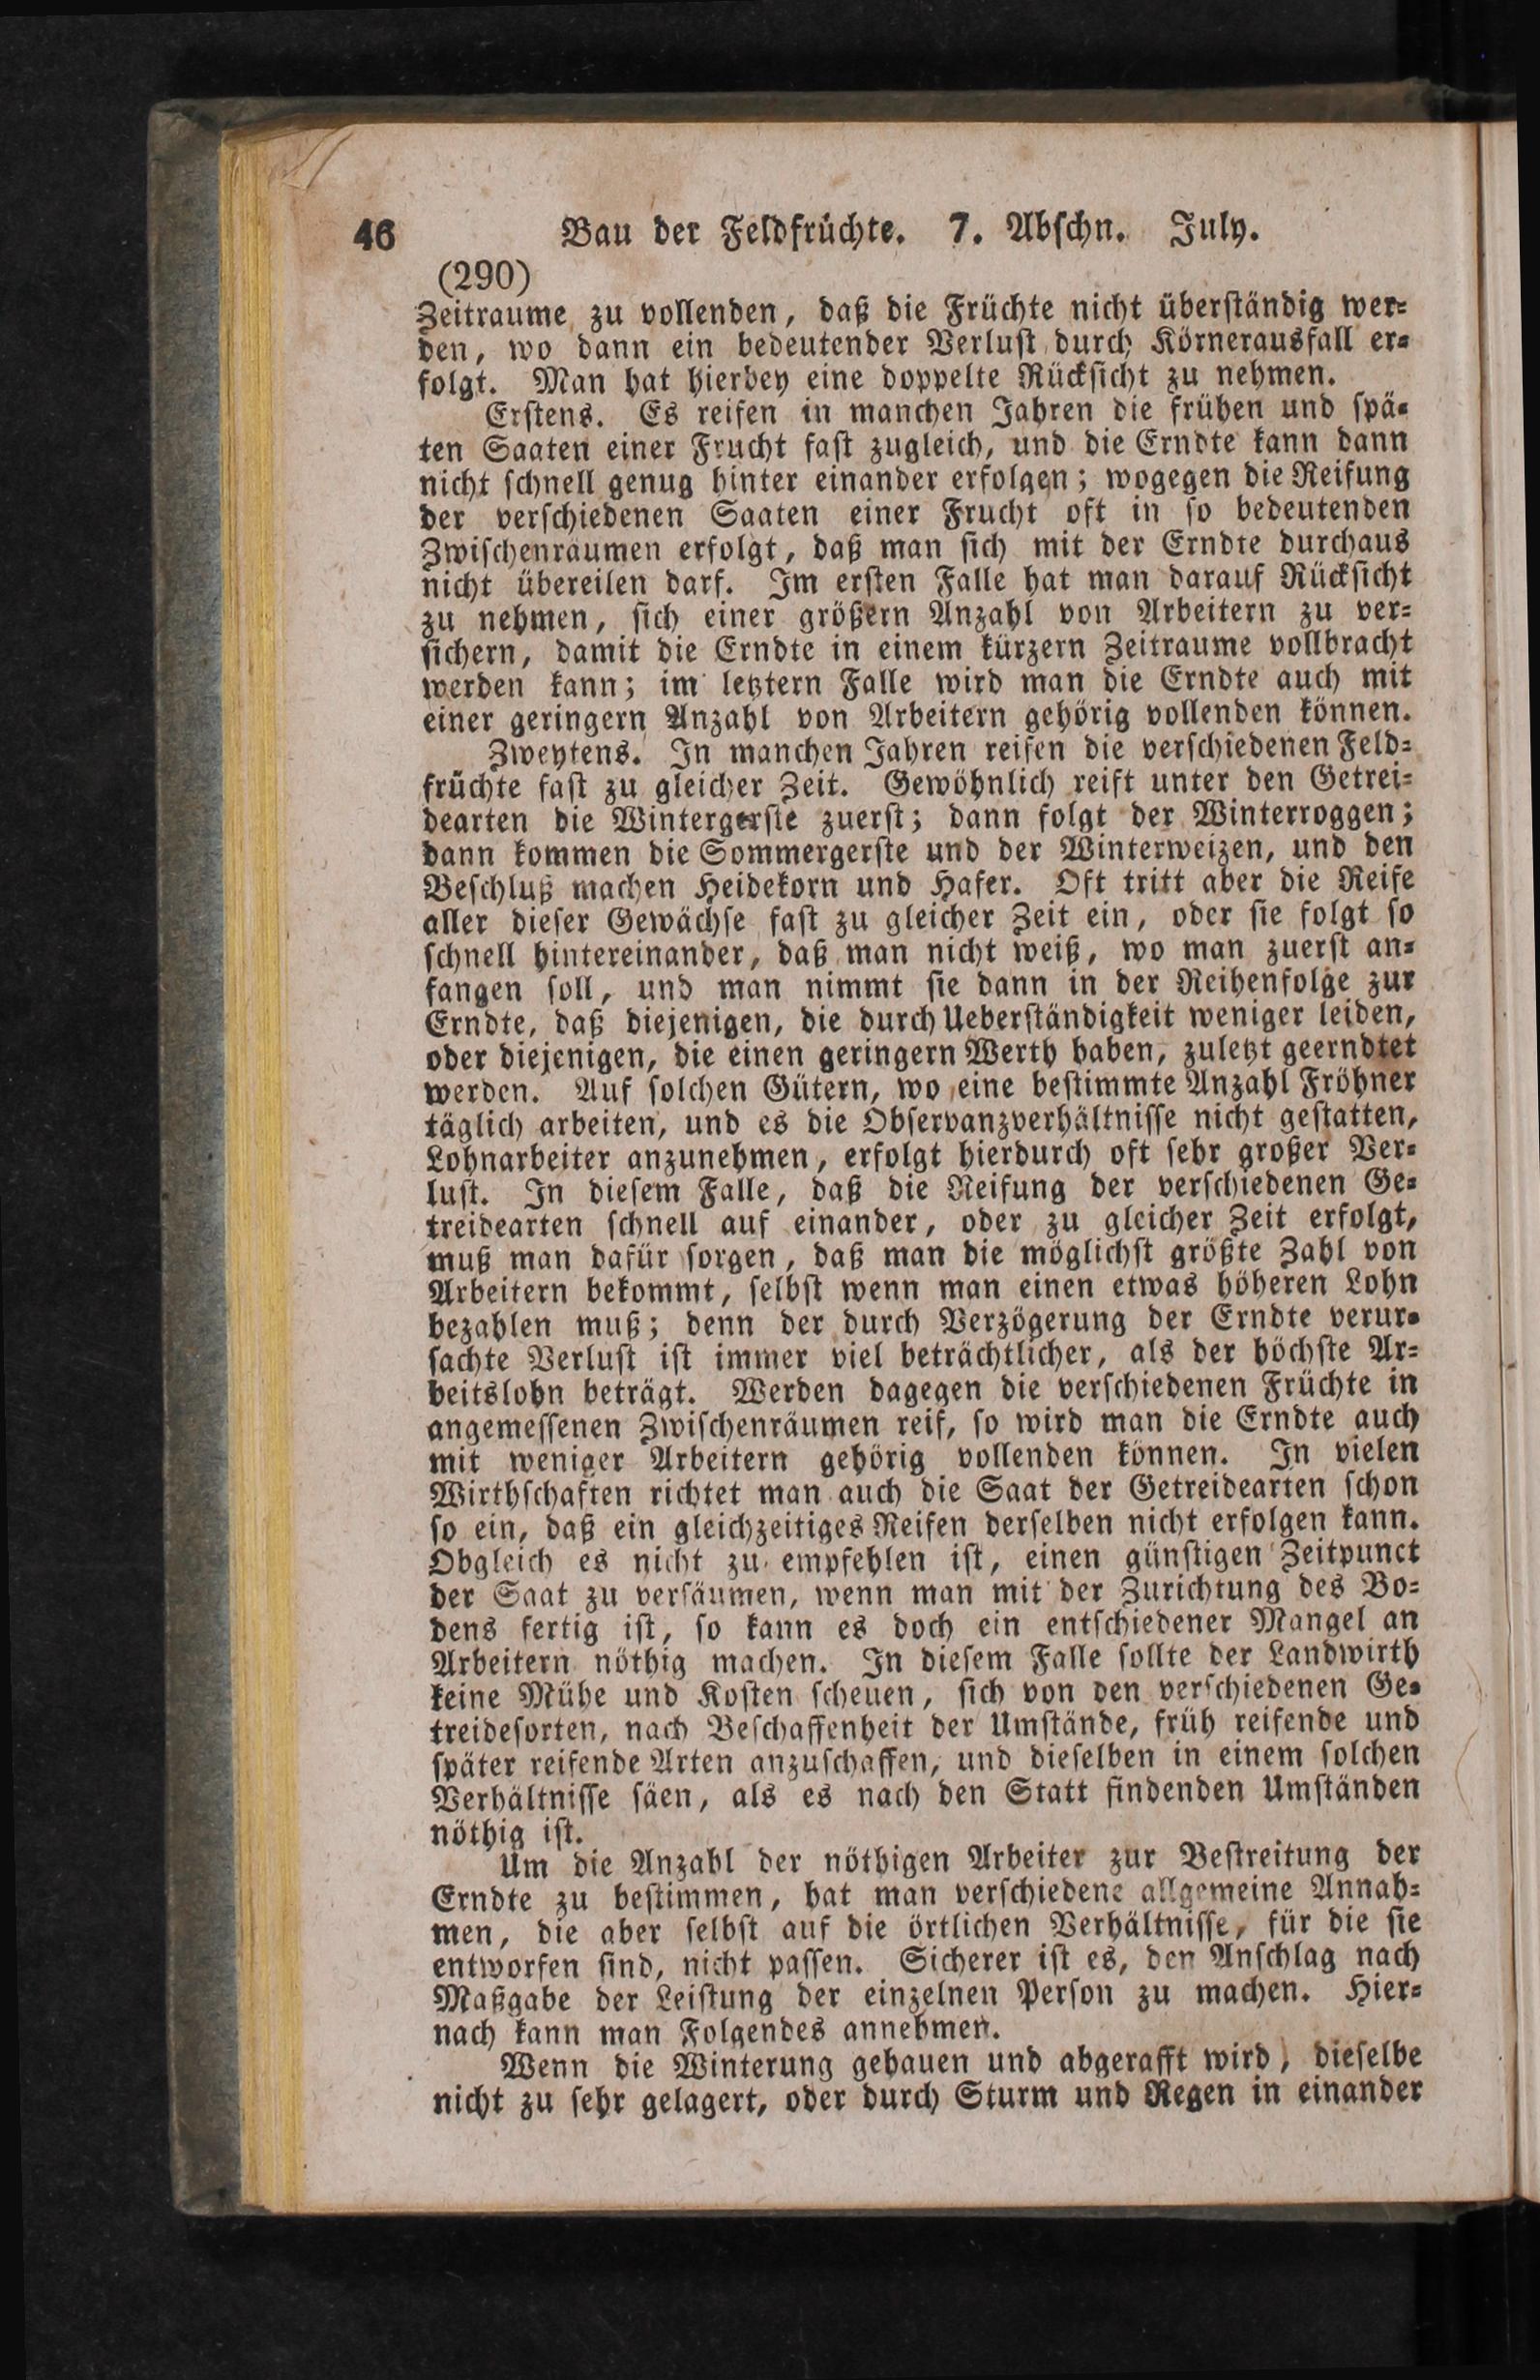 46 Bau der Feldfrüchte. 7. Abschn. July.
(290)
Zeitraume zu vollenden, daß die Früchte nicht überständig wer-
den, wo dann ein bedeutender Verlust durch Körnerausfall er-
folgt. Man hat hierbey eine doppelte Rücksicht zu nehmen.
Erstens. Es reifen in manchen Jahren die frühen und spä-
ten Saaten einer Frucht fast zugleich, und die Erndte kann dann
nicht schnell genug hinter einander erfolgen; wogegen die Reifung
der verschiedenen Saaten einer Frucht oft in so bedeutenden
Zwischenräumen erfolgt, daß man sich mit der Erndte durchaus
nicht übereilen darf. Im ersten Falle hat man darauf Rücksicht
zu nehmen, sich einer größern Anzahl von Arbeitern zu ver-
sichern, damit die Erndte in einem kürzern Zeitraume vollbracht
werden kann; im letztern Falle wird man die Erndte auch mit
einer geringern Anzahl von Arbeitern gehörig vollenden können.
Zweytens. In manchen Jahren reifen die verschiedenen Feld-
früchte fast zu gleicher Zeit. Gewöhnlich reift unter den Getrei-
dearten die Wintergerste zuerst; dann folgt der Winterroggen;
dann kommen die Sommergerste und der Winterweizen, und den
Beschluß machen Heidekorn und Hafer. Oft tritt aber die Reife
aller dieser Gewächse fast zu gleicher Zeit ein, oder sie folgt so
schnell hintereinander, daß man nicht weiß, wo man zuerst an-
fangen soll, und man nimmt sie dann in der Reihenfolge zur
Erndte, daß diejenigen, die durch Ueberständigkeit weniger leiden,
oder diejenigen, die einen geringern Werth haben, zuletzt geerndtet
werden. Auf solchen Gütern, wo eine bestimmte Anzahl Fröhner
täglich arbeiten, und es die Observanzverhältnisse nicht gestatten,
Lohnarbeiter anzunehmen, erfolgt hierdurch oft sehr großer Ver-
lust. In diesem Falle, daß die Reifung der verschiedenen Ge-
treidearten schnell auf einander, oder zu gleicher Zeit erfolgt,
muß man dafür sorgen, daß man die möglichst größte Zahl von
Arbeitern bekommt, selbst wenn man einen etwas höheren Lohn
bezahlen muß; denn der durch Verzögerung der Erndte verur-
sachte Verlust ist immer viel beträchtlicher, als der höchste Ar-
beitslohn beträgt. Werden dagegen die verschiedenen Früchte in
angemessenen Zwischenräumen reif, so wird man die Erndte auch
mit weniger Arbeitern gehörig vollenden können. In vielen
Wirthschaften richtet man auch die Saat der Getreidearten schon
so ein, daß ein gleichzeitiges Reifen derselben nicht erfolgen kann.
Obgleich es nicht zu empfehlen ist, einen günstigen Zeitpunct
der Saat zu versäumen, wenn man mit der Zurichtung des Bo-
dens fertig ist, so kann es doch ein entschiedener Mangel an
Arbeitern nöthig machen. In diesem Falle sollte der Landwirth
keine Mühe und Kosten scheuen, sich von den verschiedenen Ge-
treidesorten, nach Beschaffenheit der Umstände, früh reifende und
später reifende Arten anzuschaffen, und dieselben in einem solchen
Verhältnisse säen, als es nach den Statt findenden Umständen
nöthig ist.
Um die Anzahl der nöthigen Arbeiter zur Bestreitung der
Erndte zu bestimmen, hat man verschiedene allgemeine Annah-
men, die aber selbst auf die örtlichen Verhältnisse, für die sie
entworfen sind, nicht passen. Sicherer ist es, den Anschlag nach
Maßgabe der Leistung der einzelnen Person zu machen. Hier-
nach kann man Folgendes annehmen.
Wenn die Winterung gehauen und abgerafft wird, dieselbe
nicht zu sehr gelagert, oder durch Sturm und Regen in einander